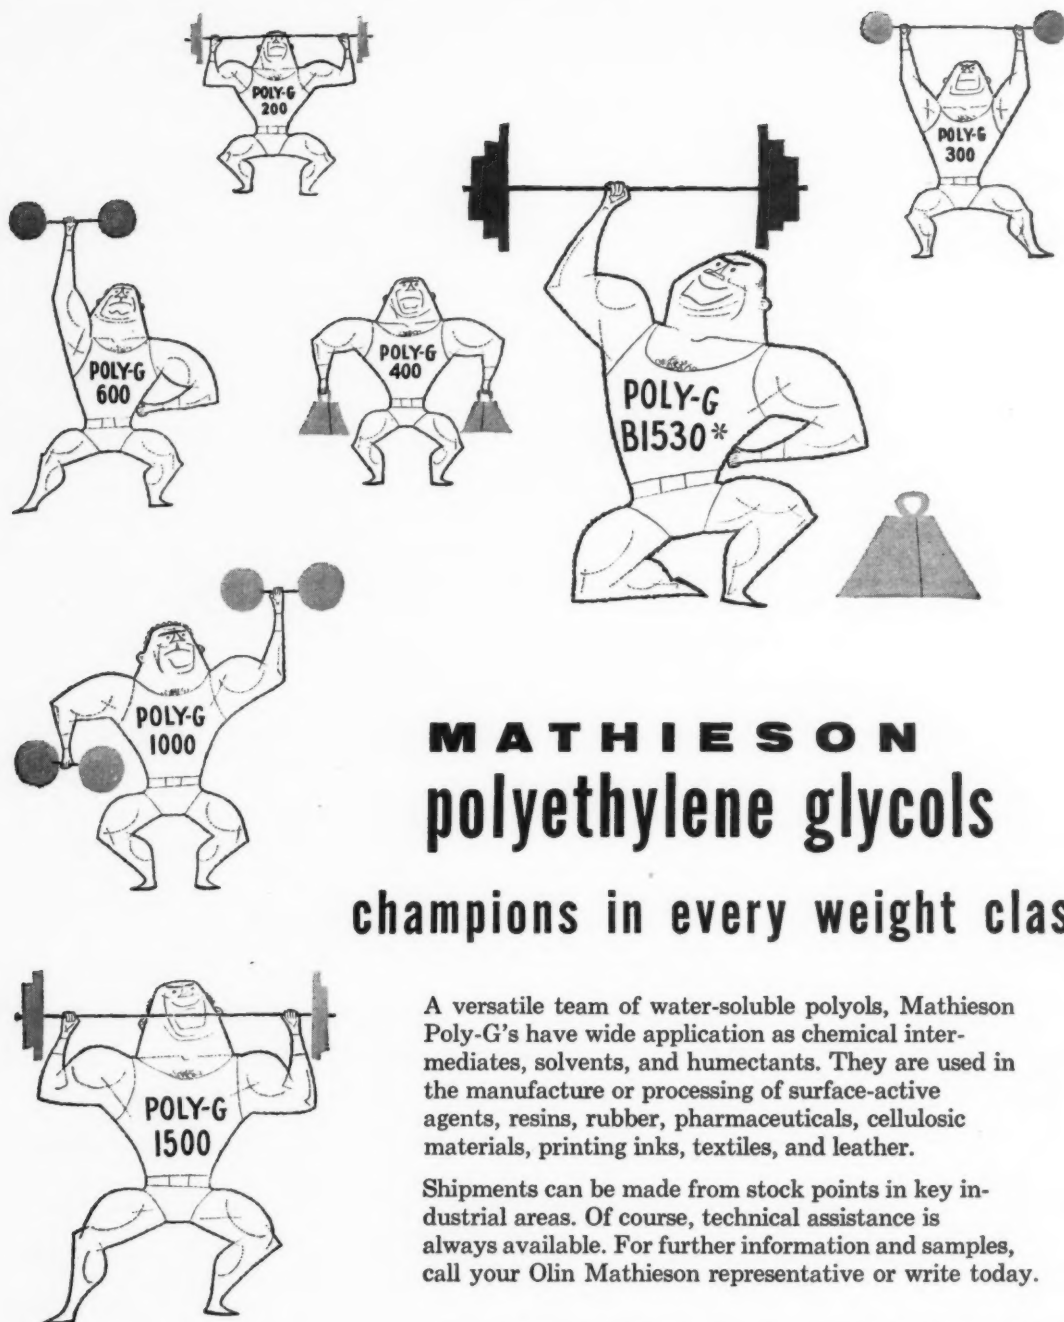 POLY-G
200
POLY-G
300
POLY-G
600
POLY-G
400
POLY-G
B1530*
POLY-G
1000
POLY-G
1500
MATHIESON
polyethylene glycols
champions in every weight clas
A versatile team of water-soluble polyols, Mathieson
Poly-G's have wide application as chemical inter-
mediates, solvents, and humectants. They are used in
the manufacture or processing of surface-active
agents, resins, rubber, pharmaceuticals, cellulosic
materials, printing inks, textiles, and leather.
Shipments can be made from stock points in key in-
dustrial areas. Of course, technical assistance is
always available. For further information and samples,
call your Olin Mathieson representative or write today.